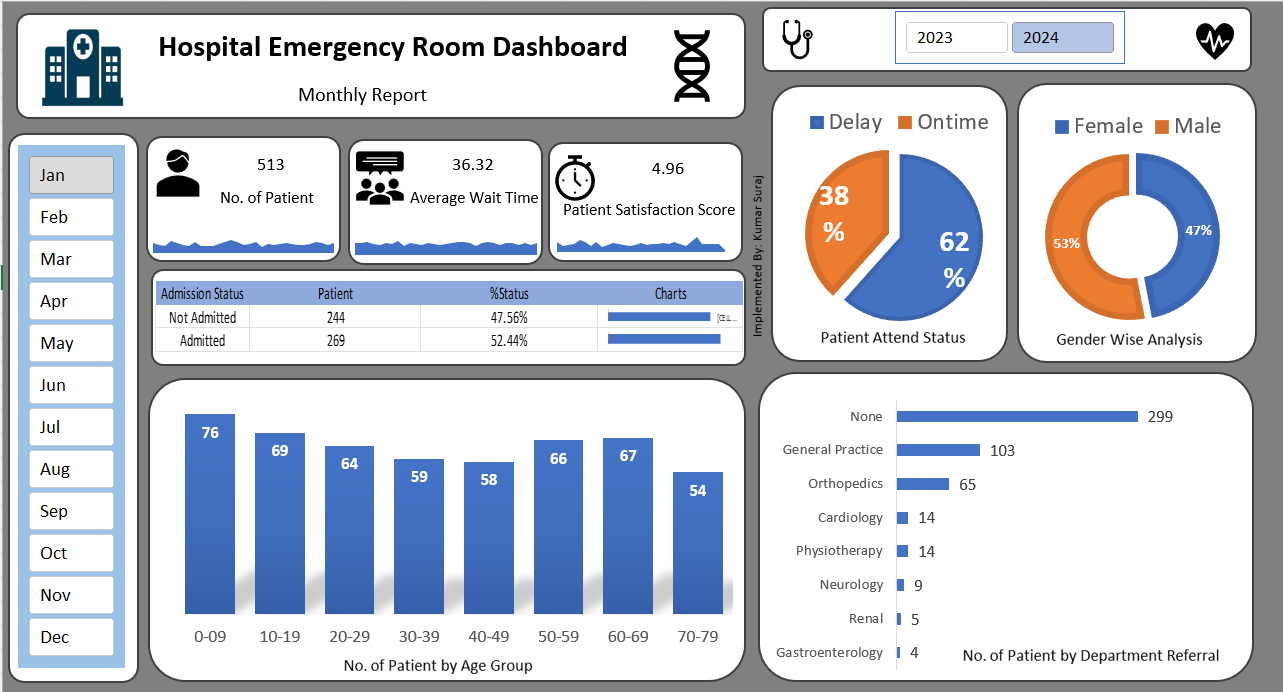 Hospital Emergency Room Dashboard
Monthly Report
2023
2024
Jan
Feb
Mar
Apr
May
Jun
Jul
Aug
Sep
Oct
Nov
Dec
513
No. of Patient
36.32
Average Wait Time
4.96
Patient Satisfaction Score
Admission Status Patient %Status Charts
Not Admitted 244 47.56%
Admitted 269 52.44%
Implemented By: Kumar Suraj
Delay Ontime
38
%
62
%
Patient Attend Status
Female Male
53%
47%
Gender Wise Analysis
76
69
64
59
58
66
67
54
0-09 10-19 20-29 30-39 40-49 50-59 60-69 70-79
No. of Patient by Age Group
None 299
General Practice 103
Orthopedics 65
Cardiology 14
Physiotherapy 14
Neurology 9
Renal 5
Gastroenterology 4
No. of Patient by Department Referral